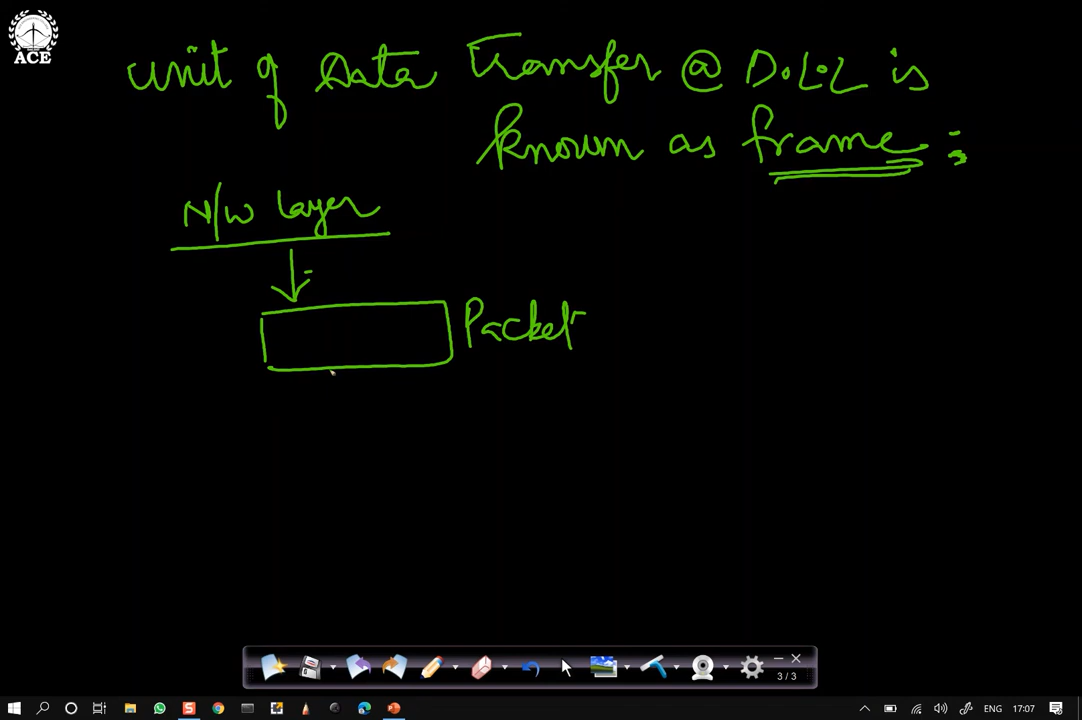 ACE
unit of Data Transfer @ D.L.L is
known as frame :
N/w Layer
Packet
3 / 3
ENG 17:07